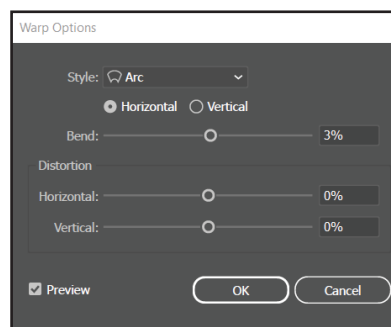 Warp Options
Style: Arc
Horizontal Vertical
Bend: 3%
Distortion
Horizontal: 0%
Vertical: 0%
Preview OK Cancel